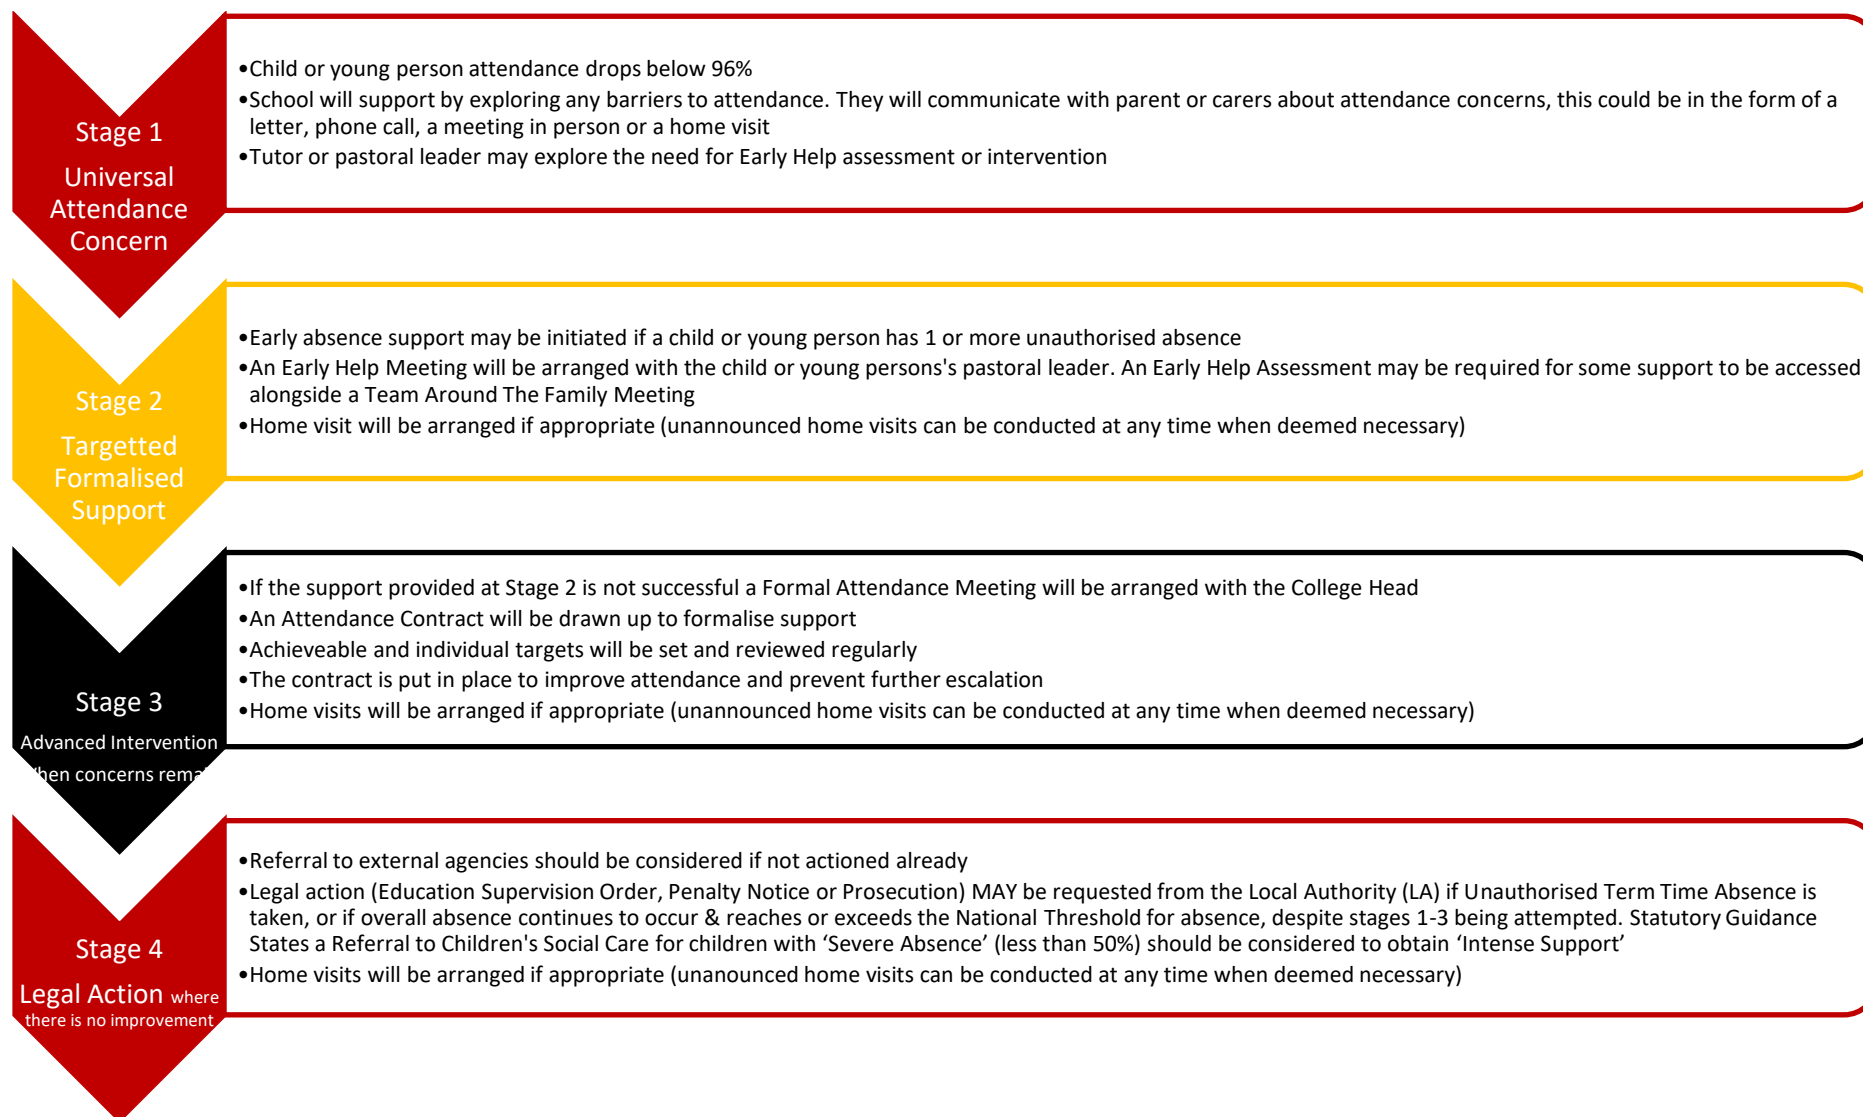 Stage 1
Universal
Attendance
Concern
•Child or young person attendance drops below 96%
•School will support by exploring any barriers to attendance. They will communicate with parent or carers about attendance concerns, this could be in the form of a
letter, phone call, a meeting in person or a home visit
•Tutor or pastoral leader may explore the need for Early Help assessment or intervention
Stage 2
Targetted
Formalised
Support
•Early absence support may be initiated if a child or young person has 1 or more unauthorised absence
•An Early Help Meeting will be arranged with the child or young persons's pastoral leader. An Early Help Assessment may be required for some support to be accessed
alongside a Team Around The Family Meeting
•Home visit will be arranged if appropriate (unannounced home visits can be conducted at any time when deemed necessary)
Stage 3
Advanced Intervention
when concerns remai
•If the support provided at Stage 2 is not successful a Formal Attendance Meeting will be arranged with the College Head
•An Attendance Contract will be drawn up to formalise support
•Achieveable and individual targets will be set and reviewed regularly
•The contract is put in place to improve attendance and prevent further escalation
•Home visits will be arranged if appropriate (unannounced home visits can be conducted at any time when deemed necessary)
Stage 4
Legal Action where
there is no improvement
•Referral to external agencies should be considered if not actioned already
•Legal action (Education Supervision Order, Penalty Notice or Prosecution) MAY be requested from the Local Authority (LA) if Unauthorised Term Time Absence is
taken, or if overall absence continues to occur & reaches or exceeds the National Threshold for absence, despite stages 1-3 being attempted. Statutory Guidance
States a Referral to Children's Social Care for children with ‘Severe Absence’ (less than 50%) should be considered to obtain ‘Intense Support’
•Home visits will be arranged if appropriate (unanounced home visits can be conducted at any time when deemed necessary)